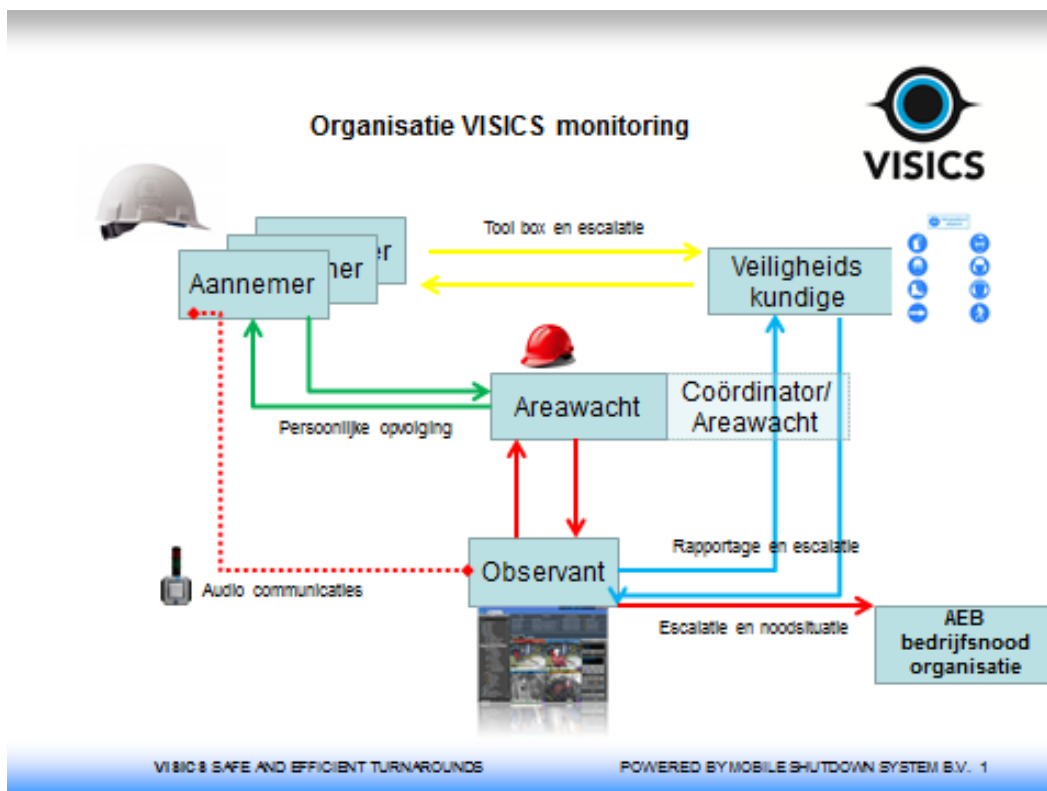 Organisatie VISICS monitoring
VISICS
Tool box en escalatie
er
mer
Aannemer
Veiligheids
kundige
Areawacht
Coördinator/
Areawacht
Persoonlijke opvolging
Observant
Rapportage en escalatie
Audio communicaties
Escalatie en noodsituatie
AEB
bedrijfsnood
organisatie
VISICS SAFE AND EFFICIENT TURNAROUNDS
POWERED BY MOBILE SHUTDOWN SYSTEM B.V. 1